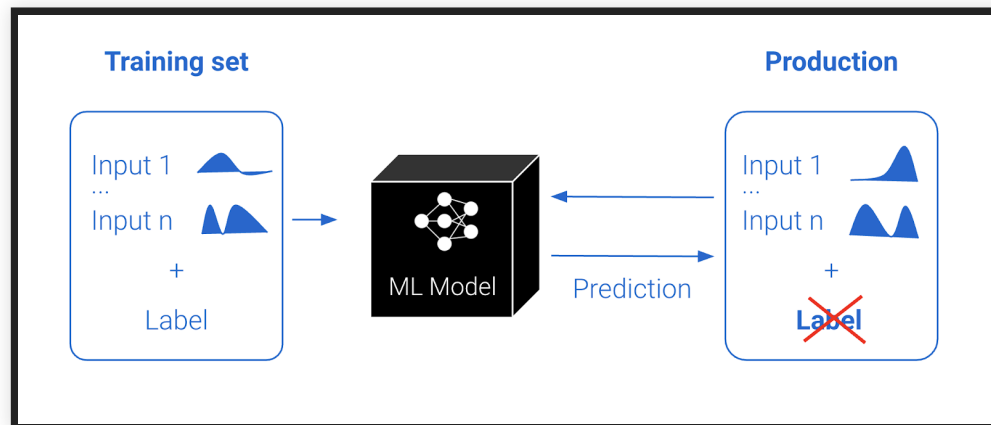 Training set
Input 1
...
Input n
+
Label
ML Model
Prediction
Production
Input 1
...
Input n
+
Label